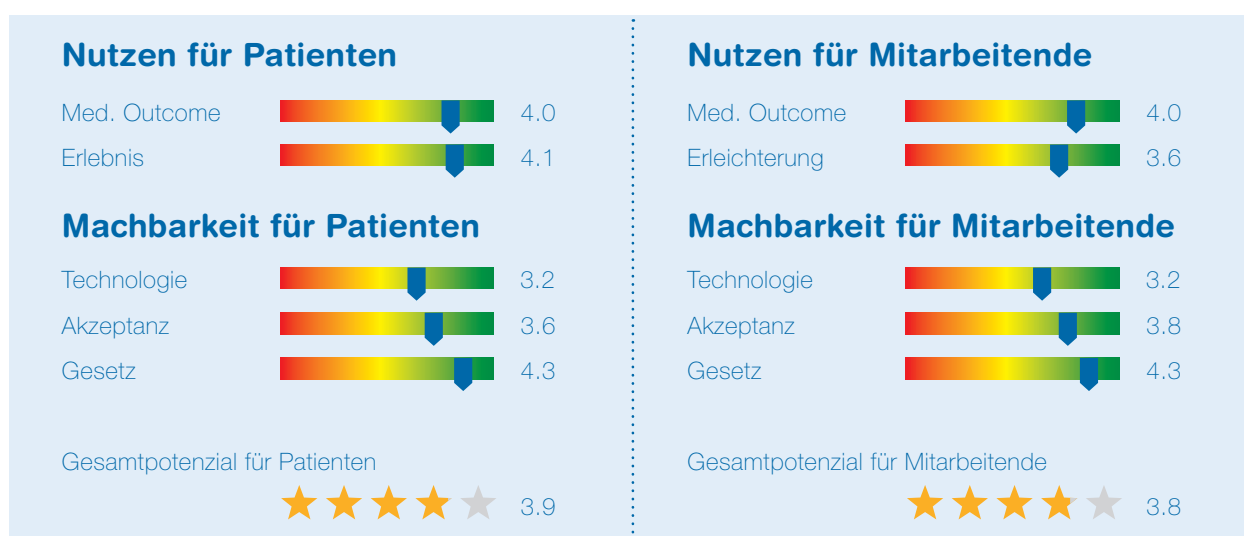 Nutzen für Patienten
Med. Outcome 4.0
Erlebnis 4.1
Machbarkeit für Patienten
Technologie 3.2
Akzeptanz 3.6
Gesetz 4.3
Gesamtpotenzial für Patienten
3.9
Nutzen für Mitarbeitende
Med. Outcome 4.0
Erleichterung 3.6
Machbarkeit für Mitarbeitende
Technologie 3.2
Akzeptanz 3.8
Gesetz 4.3
Gesamtpotenzial für Mitarbeitende
3.8